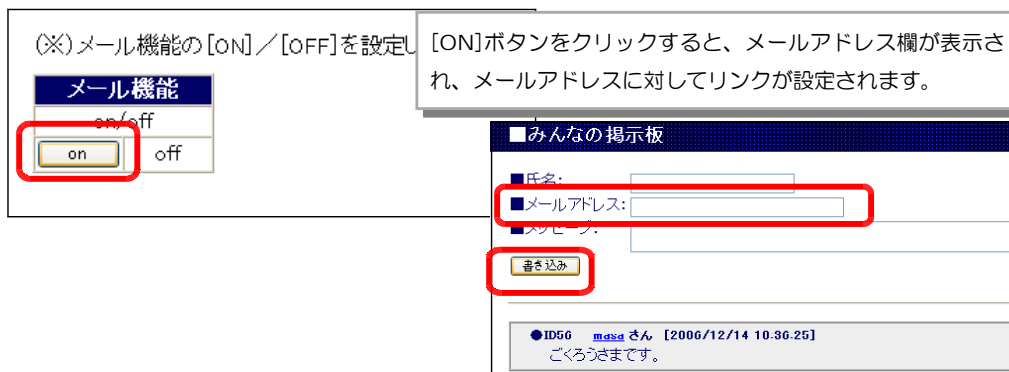 (※)メール機能の[ON]／[OFF]を設定し
メール機能
on/off
on off
[ON]ボタンをクリックすると、メールアドレス欄が表示さ
れ、メールアドレスに対してリンクが設定されます。
■みんなの掲示板
■氏名:
■メールアドレス:
■メッセージ:
書き込み
●ID56 masa さん [2006/12/14 10:36:25]
ごくろうさまです。